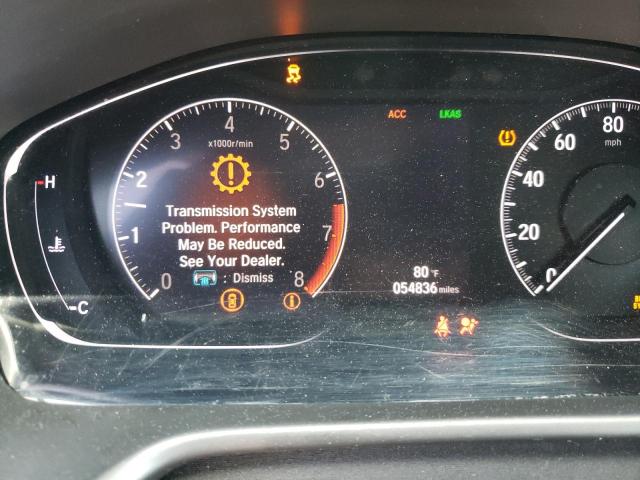 ACC LKAS
3 4 5
x1000r/min
2 6
Transmission System
Problem. Performance
May Be Reduced.
See Your Dealer.
: Dismiss
1 7
0 8
H
C
80
60
mph
40
20
0
80°F
054836 miles